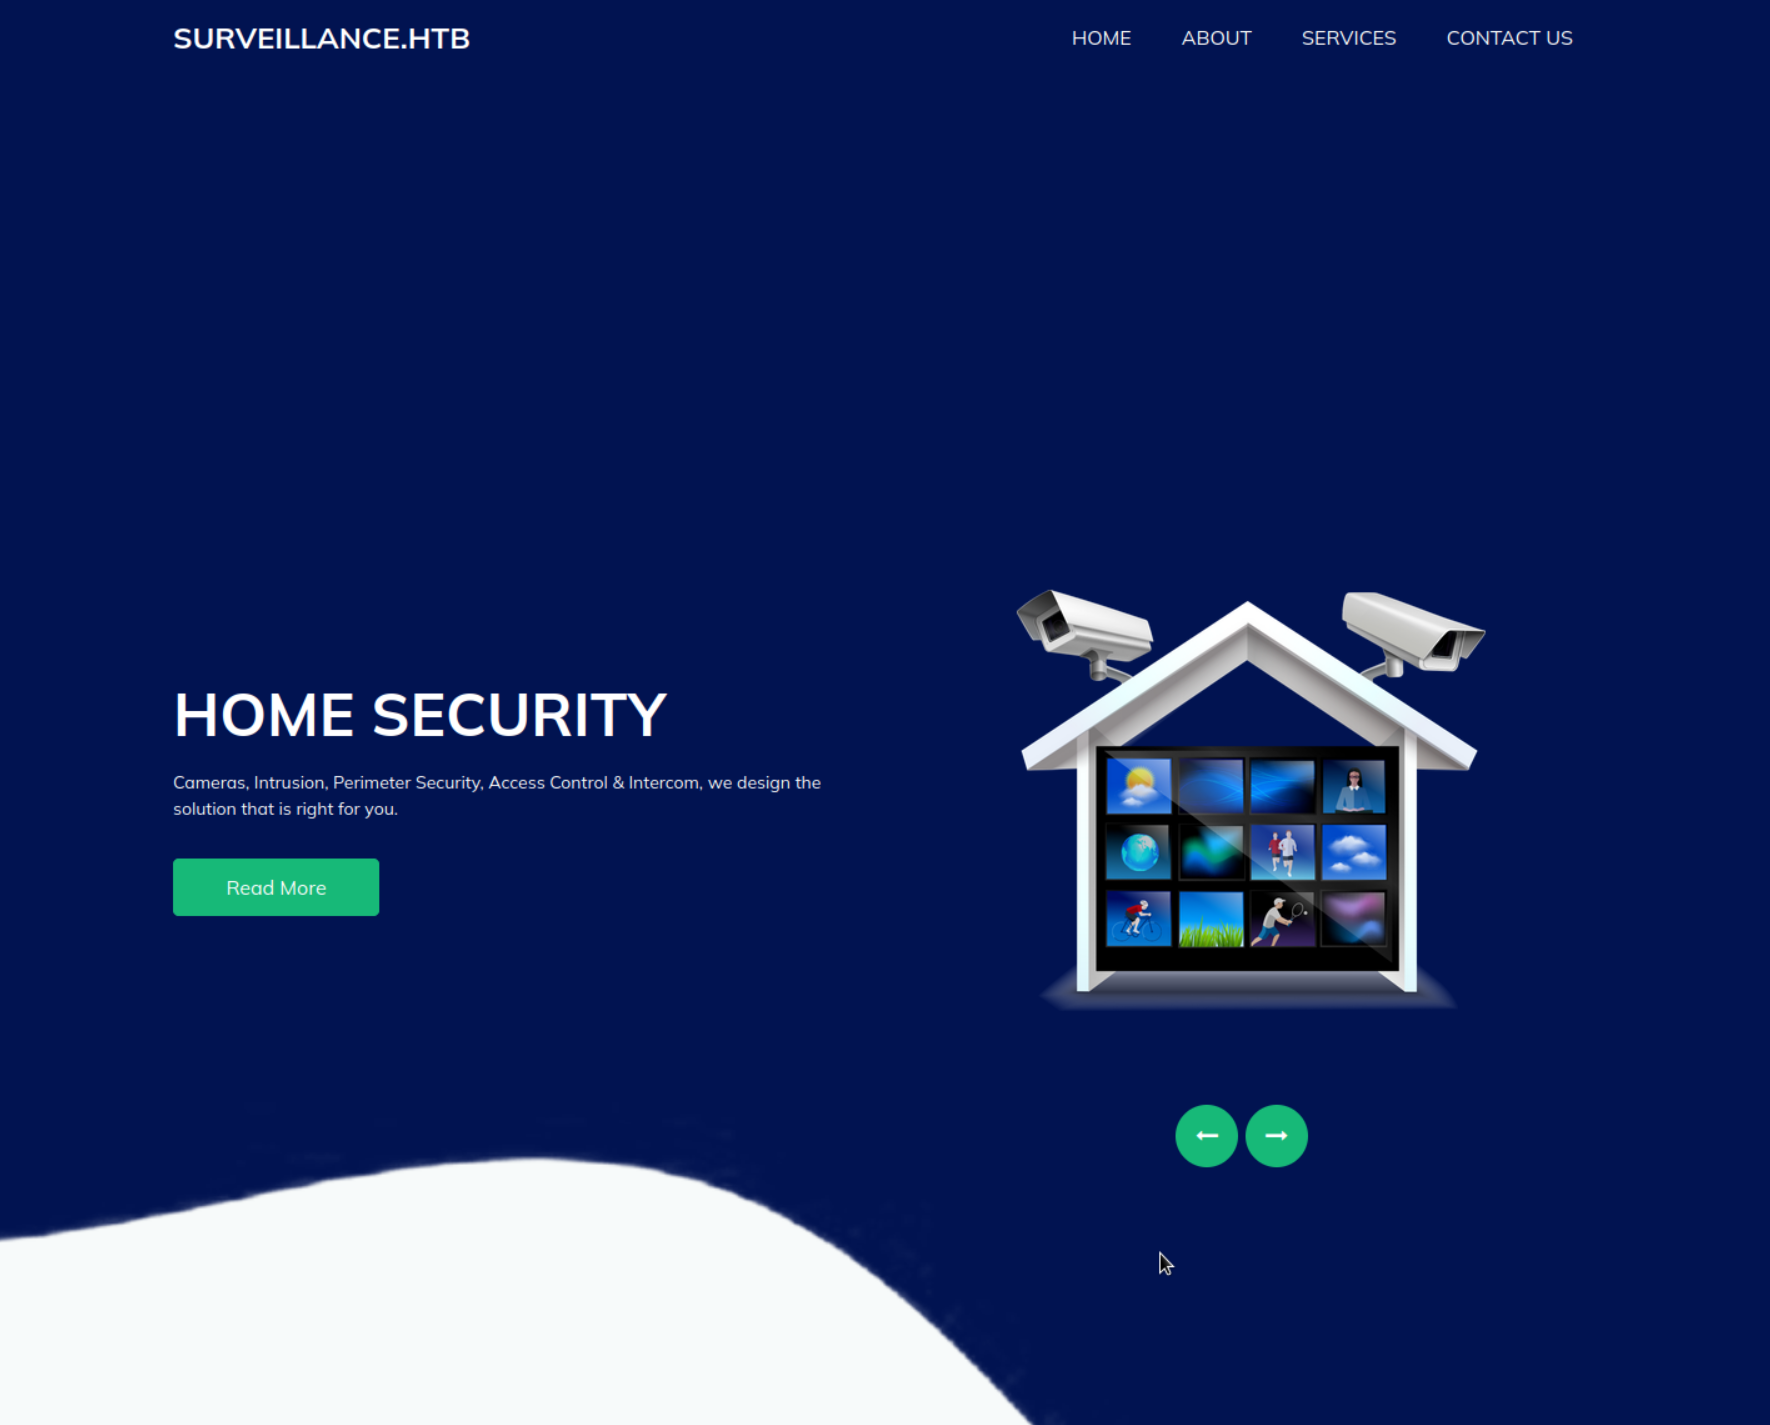 SURVEILLANCE.HTB
HOME ABOUT SERVICES CONTACT US
HOME SECURITY
Cameras, Intrusion, Perimeter Security, Access Control & Intercom, we design the
solution that is right for you.
Read More